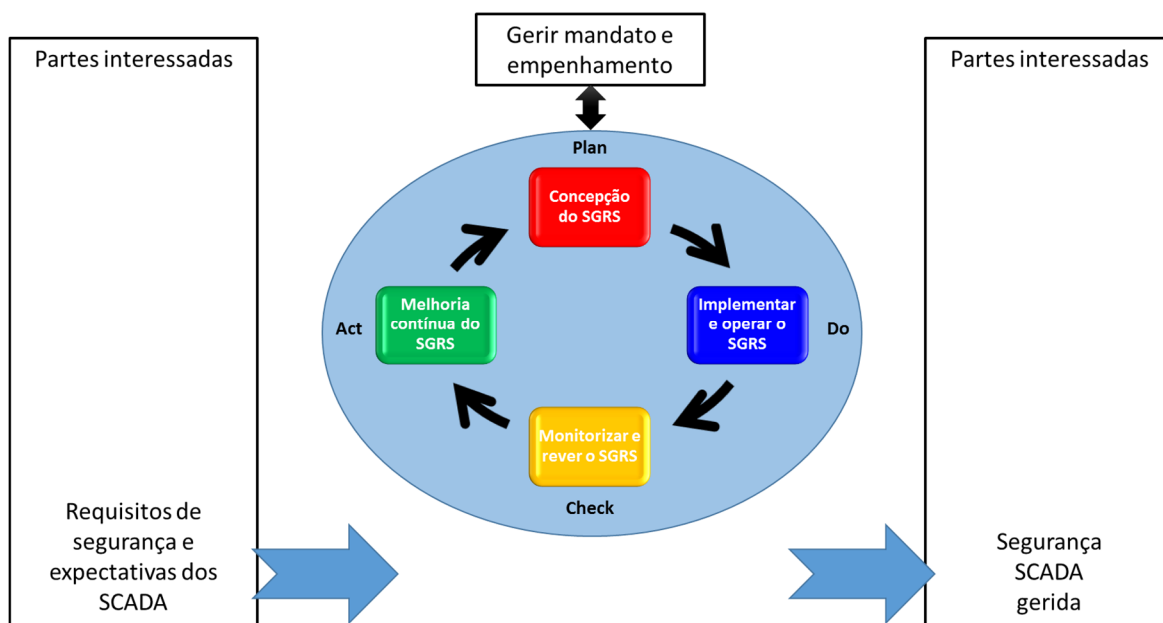 Partes interessadas
Gerir mandato e
empenhamento
Partes interessadas
Plan
Concepção
do SGRS
Act
Melhoria
contínua do
SGRS
Implementar
e operar o
SGRS
Do
Monitorizar e
rever o SGRS
Check
Requisitos de
segurança e
expectativas dos
SCADA
Segurança
SCADA
gerida